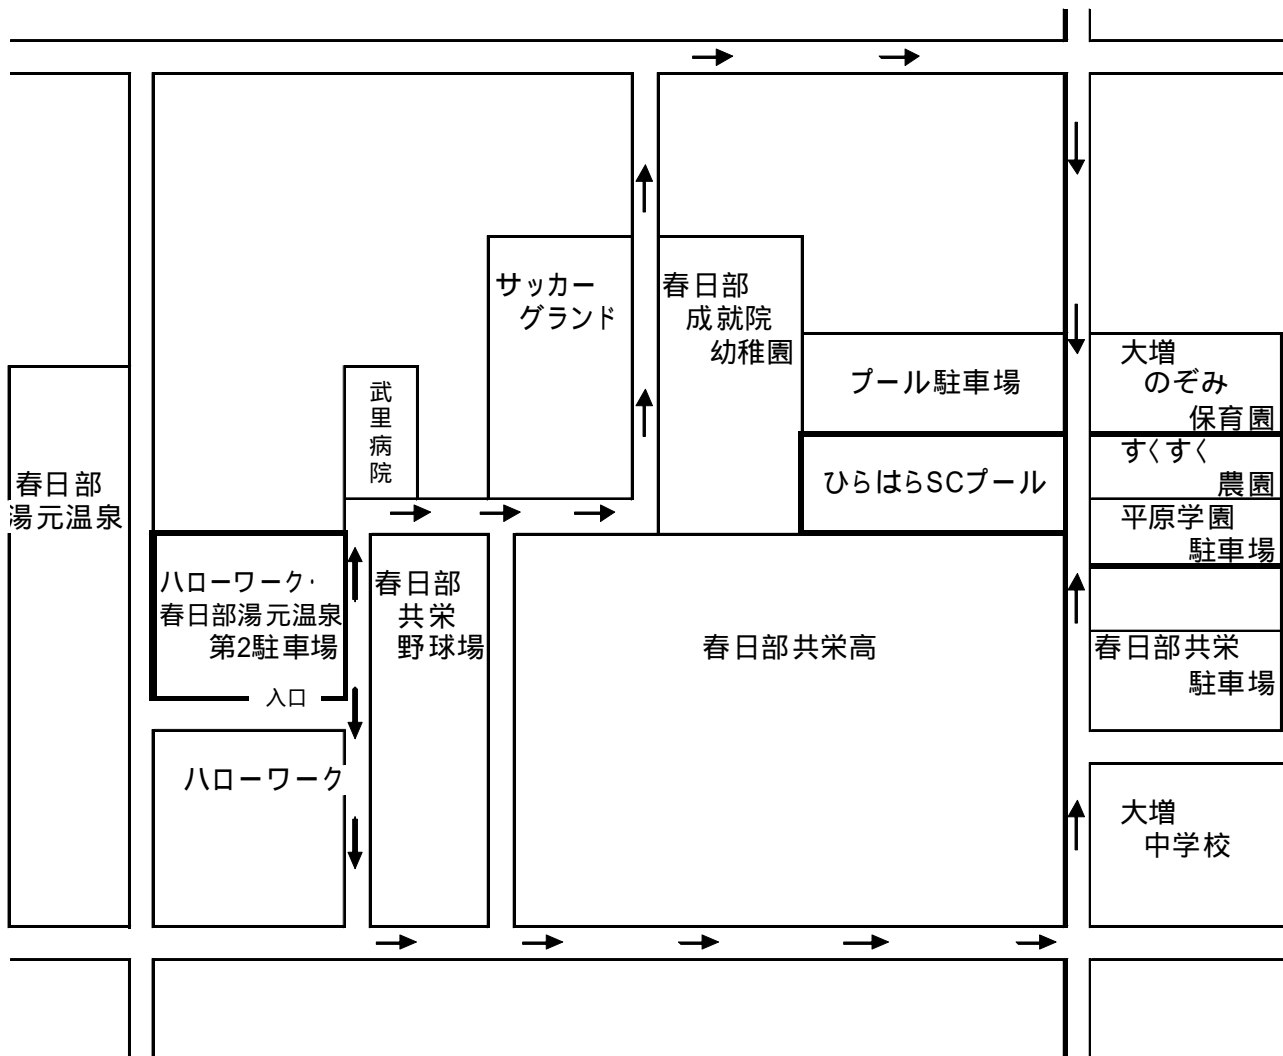 サッカー
グランド
春日部
成就院
幼稚園
プール駐車場
大増
のぞみ
保育園
武里病院
ひらはらSCプール
すくすく
農園
春日部
湯元温泉
平原学園
駐車場
ハローワーク・
春日部湯元温泉
第2駐車場
入口
春日部
共栄
野球場
春日部共栄高
春日部共栄
駐車場
ハローワーク
大増
中学校